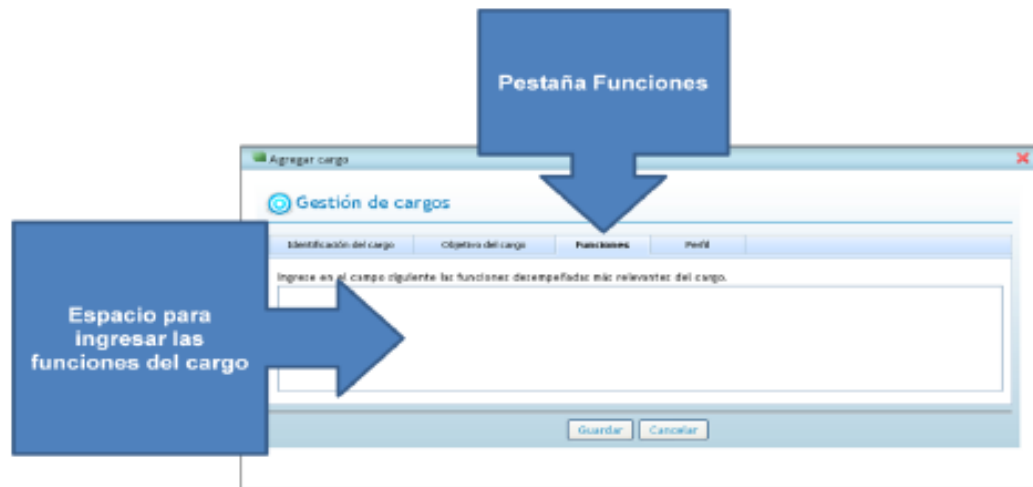 Pestaña Funciones
Agregar cargo
Gestión de cargos
Identificación del cargo Objetivo del cargo Funciones Perfil
Ingrese en el campo siguiente las funciones desempeñadas más relevantes del cargo.
Espacio para
ingresar las
funciones del cargo
Guardar Cancelar